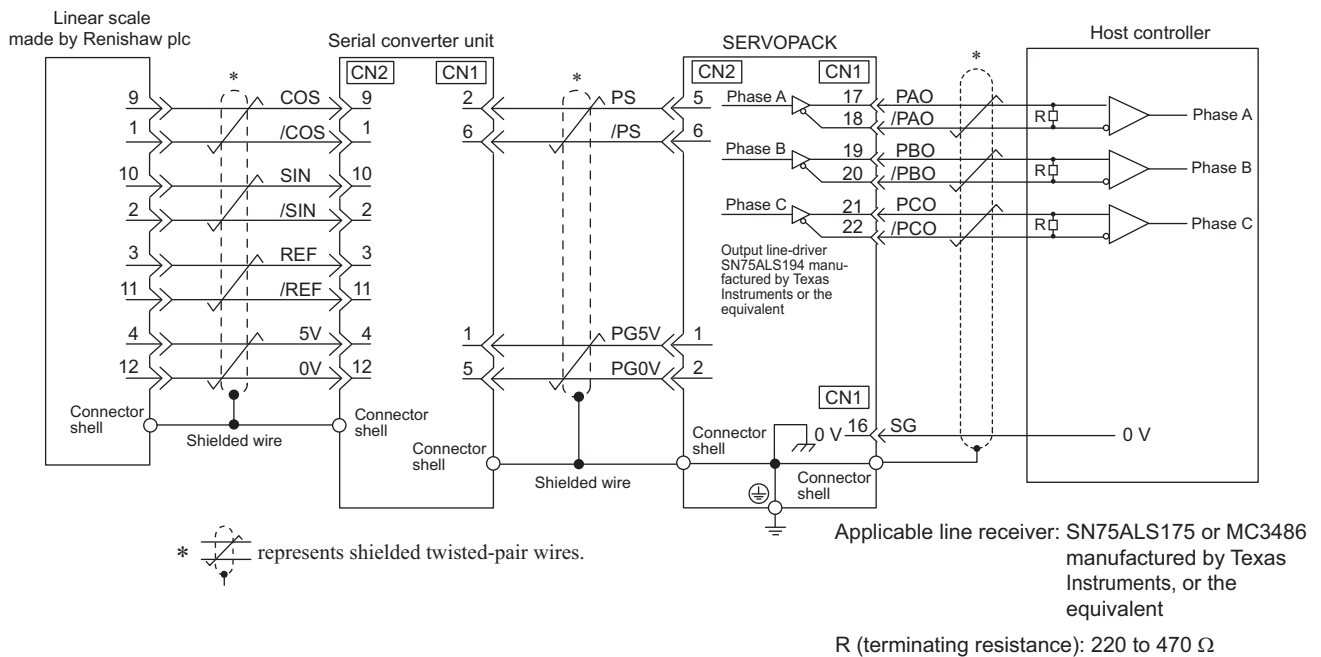 Linear scale
made by Renishaw plc
Serial converter unit
SERVOPACK
Host controller
*
*
*
CN2
CN1
CN2
CN1
9 COS 9
1 /COS 1
10 SIN 10
2 /SIN 2
3 REF 3
11 /REF 11
4 5V 4
12 0V 12
Connector
shell
Shielded wire
Connector
shell
2 PS 5
6 /PS 6
1 PG5V 1
5 PG0V 2
Connector
shell
Shielded wire
Connector
shell
Phase A
17 PAO
18 /PAO
R
Phase A
Phase B
19 PBO
20 /PBO
R
Phase B
Phase C
21 PCO
22 /PCO
R
Phase C
Output line-driver
SN75ALS194 manu-
factured by Texas
Instruments or the
equivalent
CN1
0 V 16 SG 0 V
Connector
shell
* represents shielded twisted-pair wires.
Applicable line receiver: SN75ALS175 or MC3486
manufactured by Texas
Instruments, or the
equivalent
R (terminating resistance): 220 to 470 Ω